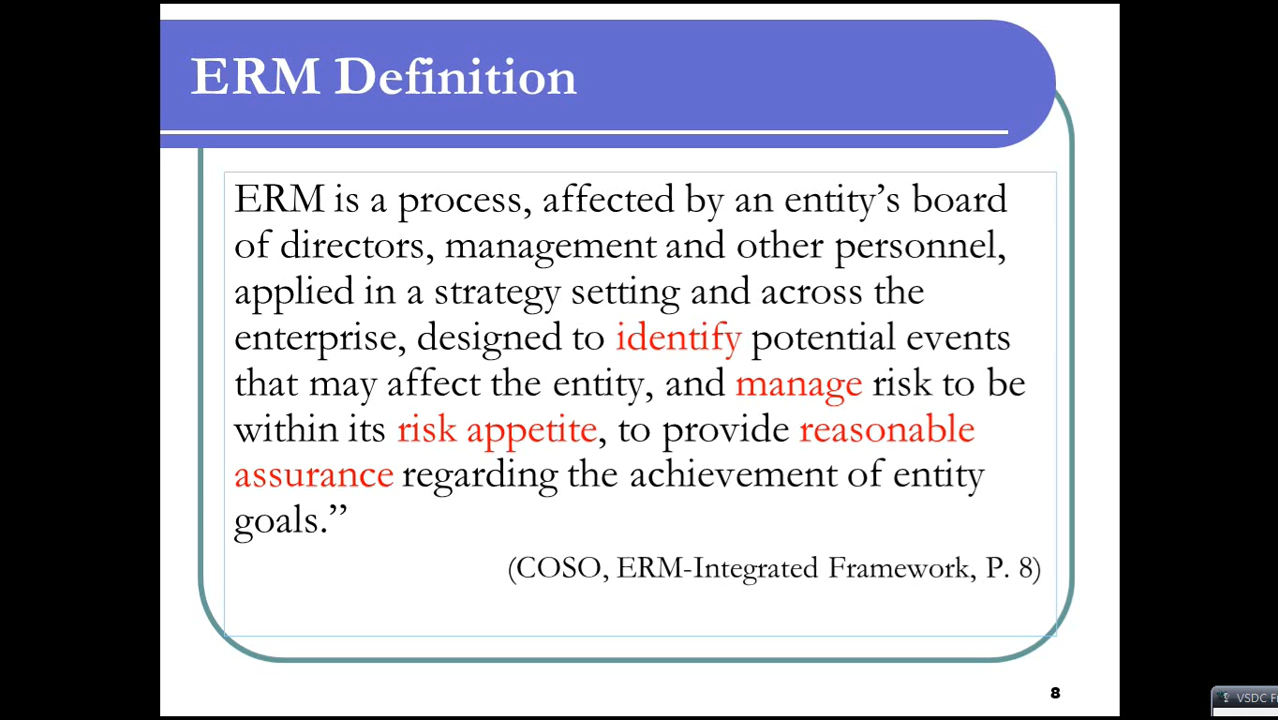 ERM Definition
ERM is a process, affected by an entity’s board
of directors, management and other personnel,
applied in a strategy setting and across the
enterprise, designed to identify potential events
that may affect the entity, and manage risk to be
within its risk appetite, to provide reasonable
assurance regarding the achievement of entity
goals.”
(COSO, ERM-Integrated Framework, P. 8)
8
VSDC